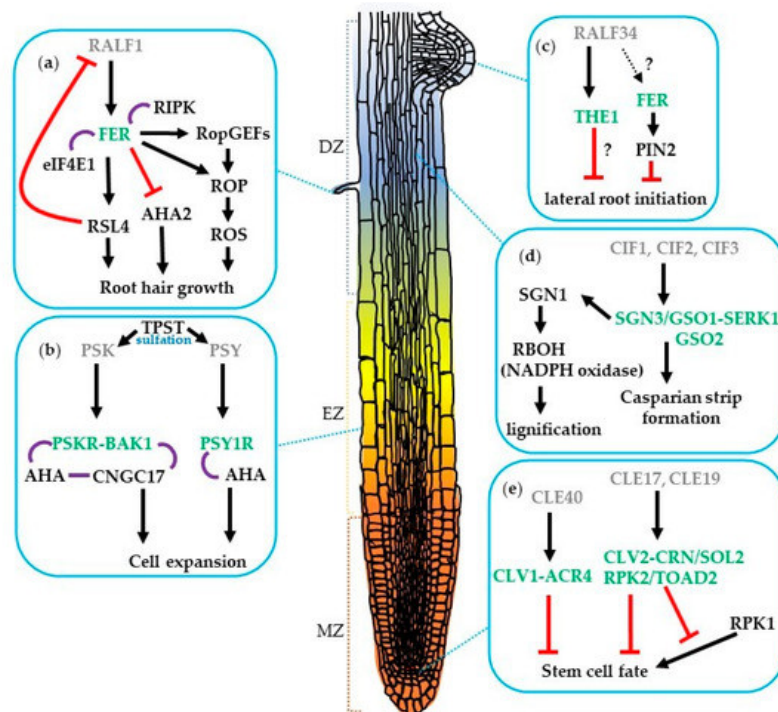 (a)
RALF1
RIPK
FER
RopGEFs
eIF4E1
ROP
RSL4
AHA2
ROS
Root hair growth
(b)
TPST
sulfation
PSK
PSY
PSKR-BAK1
PSY1R
AHA
CNGC17
AHA
Cell expansion
DZ
EZ
MZ
(c)
RALF34
?
FER
THE1
?
PIN2
lateral root initiation
(d)
CIF1, CIF2, CIF3
SGN1
SGN3/GSO1-SERK1
GSO2
RBOH
(NADPH oxidase)
Casparian strip
formation
lignification
(e)
CLE17, CLE19
CLE40
CLV2-CRN/SOL2
CLV1-ACR4
RPK2/TOAD2
RPK1
Stem cell fate